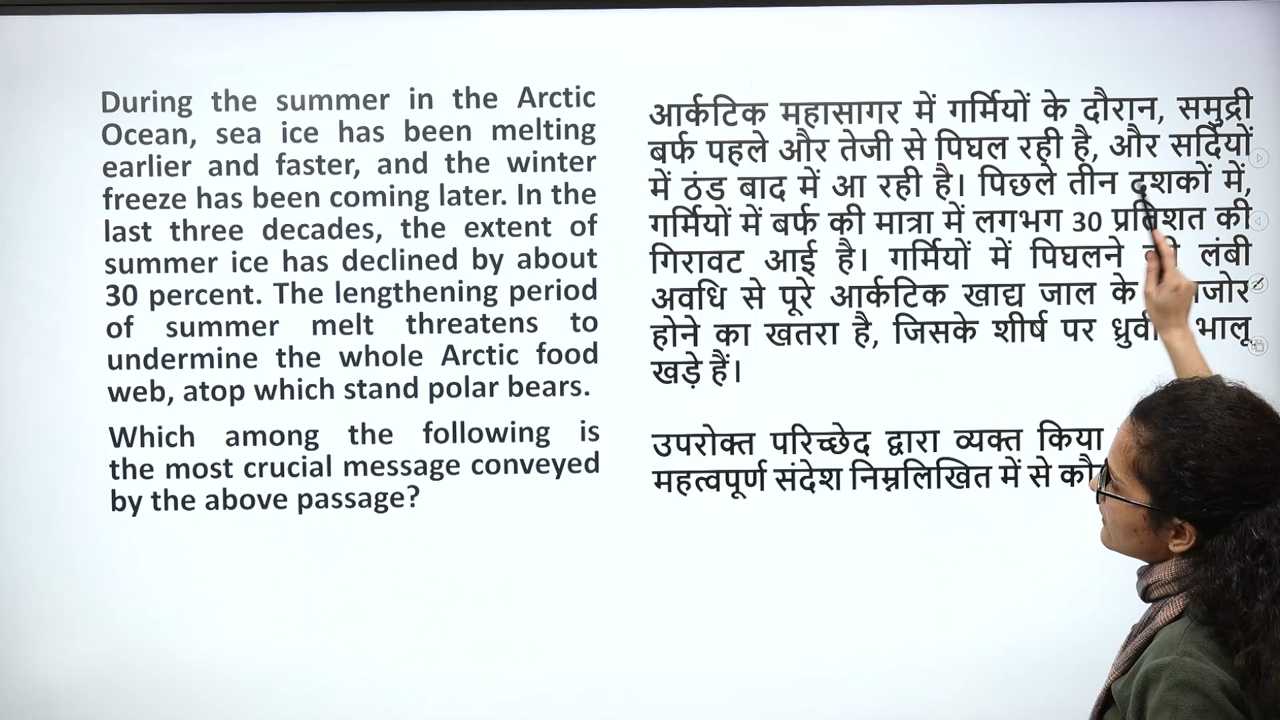 During the summer in the Arctic
Ocean, sea ice has been melting
earlier and faster, and the winter
freeze has been coming later. In the
last three decades, the extent of
summer ice has declined by about
30 percent. The lengthening period
of summer melt threatens to
undermine the whole Arctic food
web, atop which stand polar bears.
Which among the following is
the most crucial message conveyed
by the above passage?
आर्कटिक महासागर में गर्मियों के दौरान, समुद्री
बर्फ पहले और तेजी से पिघल रही है, और सर्दियों
में ठंड बाद में आ रही है। पिछले तीन दशकों में,
गर्मियों में बर्फ की मात्रा में लगभग 30 प्रतिशत की
गिरावट आई है। गर्मियों में पिघलने लंबी
अवधि से पूरे आर्कटिक खाद्य जाल के
होने का खतरा है, जिसके शीर्ष पर भालू
खड़े हैं।
उपरोक्त परिच्छेद द्वारा व्यक्त किया
महत्वपूर्ण संदेश निम्नलिखित में से